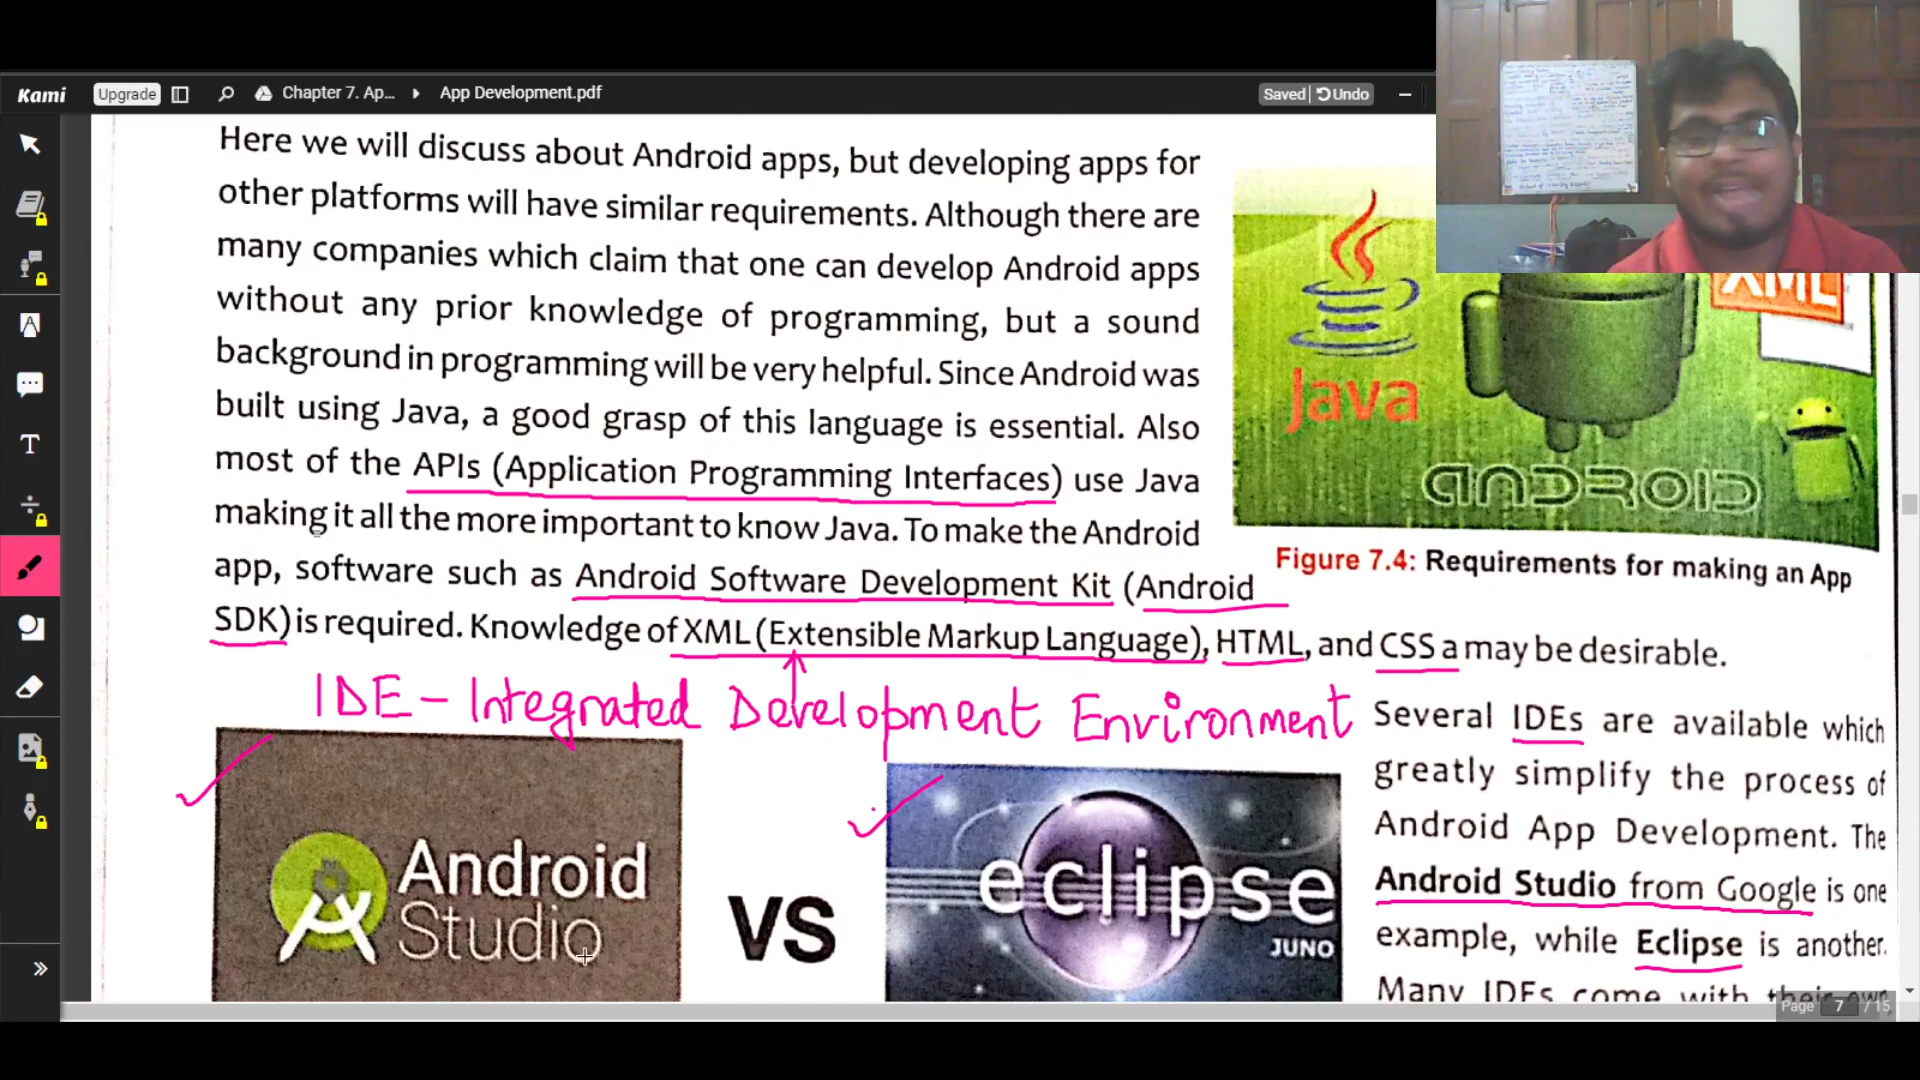 Kami
Upgrade
Chapter 7. Ap...
App Development.pdf
Saved
Undo
Here we will discuss about Android apps, but developing apps for
other platforms will have similar requirements. Although there are
many companies which claim that one can develop Android apps
without any prior knowledge of programming, but a sound
background in programming will be very helpful. Since Android was
built using Java, a good grasp of this language is essential. Also
most of the APIs (Application Programming Interfaces) use Java
making it all the more important to know Java. To make the Android
app, software such as Android Software Development Kit (Android
SDK) is required. Knowledge of XML (Extensible Markup Language), HTML, and CSS a may be desirable.
XML
Java
ANDROID
Figure 7.4: Requirements for making an App
IDE - Integrated Development Environment
Android
Studio
VS
eclipse
JUNO
Several IDEs are available which
greatly simplify the process of
Android App Development. The
Android Studio from Google is one
example, while Eclipse is another.
Many IDEs come with their own
Page 7 / 15